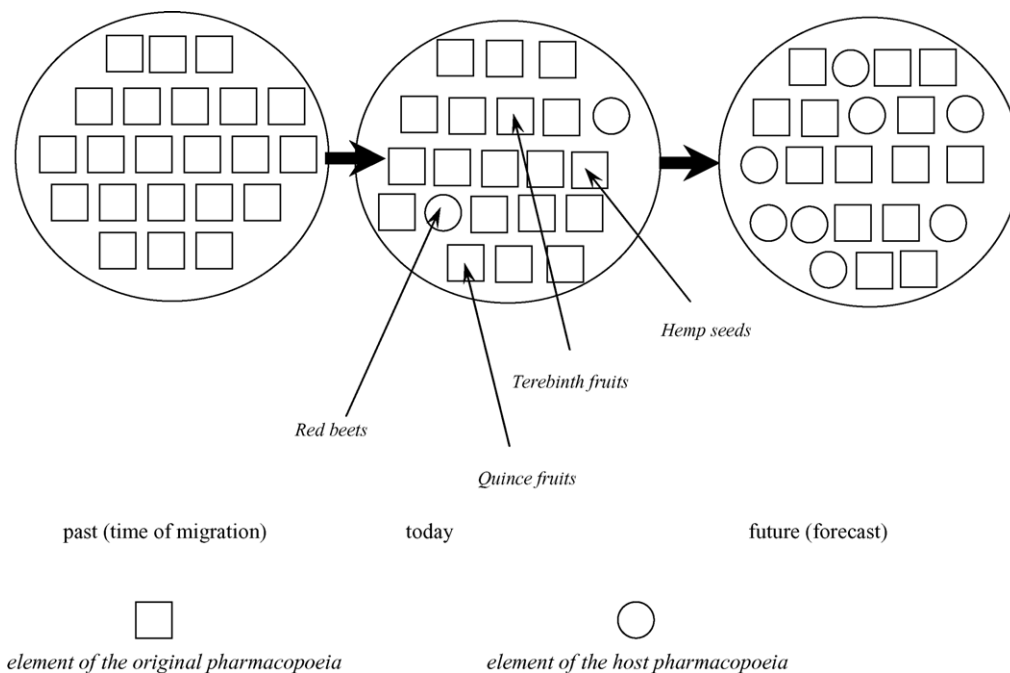 Hemp seeds
Terebinth fruits
Red beets
Quince fruits
past (time of migration)
today
future (forecast)
element of the original pharmacopoeia
element of the host pharmacopoeia